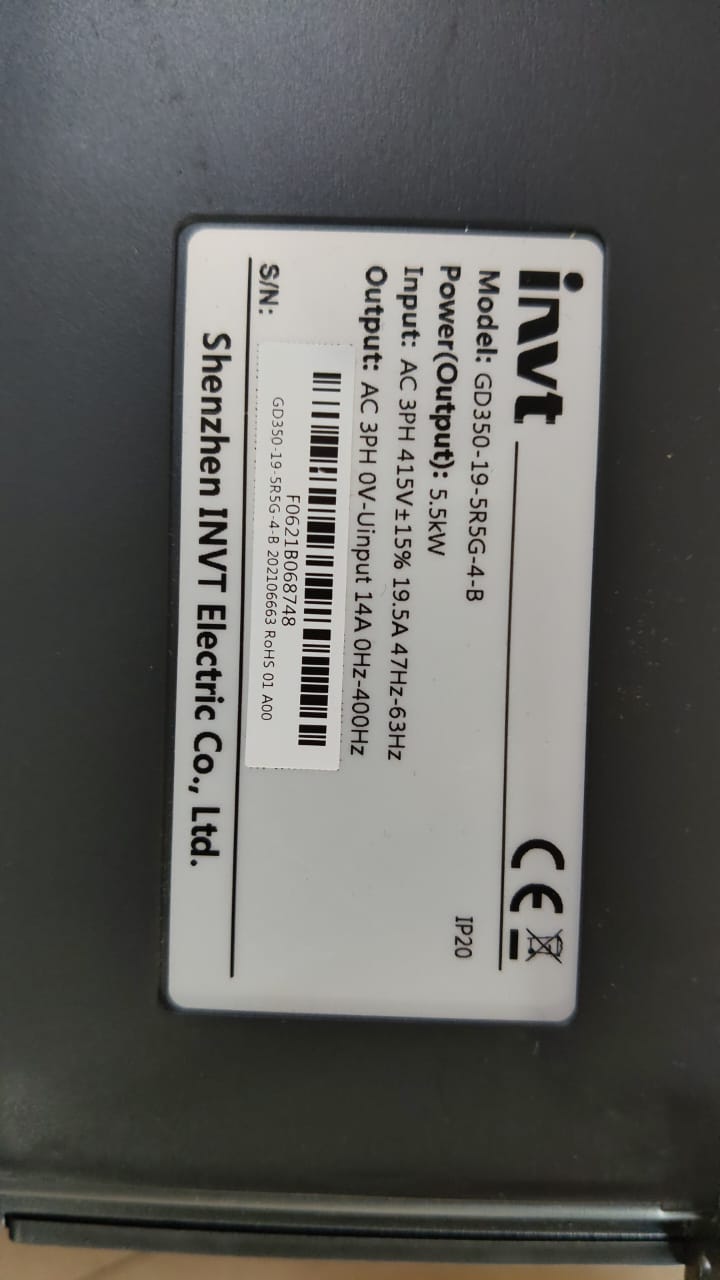 invt
CE
Model: GD350-19-5R5G-4-B
IP20
Power(Output): 5.5kW
Input: AC 3PH 415V±15% 19.5A 47Hz-63Hz
Output: AC 3PH 0V-Uinput 14A 0Hz-400Hz
S/N:
F0621B068748
GD350-19-5R5G-4-B 202106663 RoHS 01 A00
Shenzhen INVT Electric Co., Ltd.